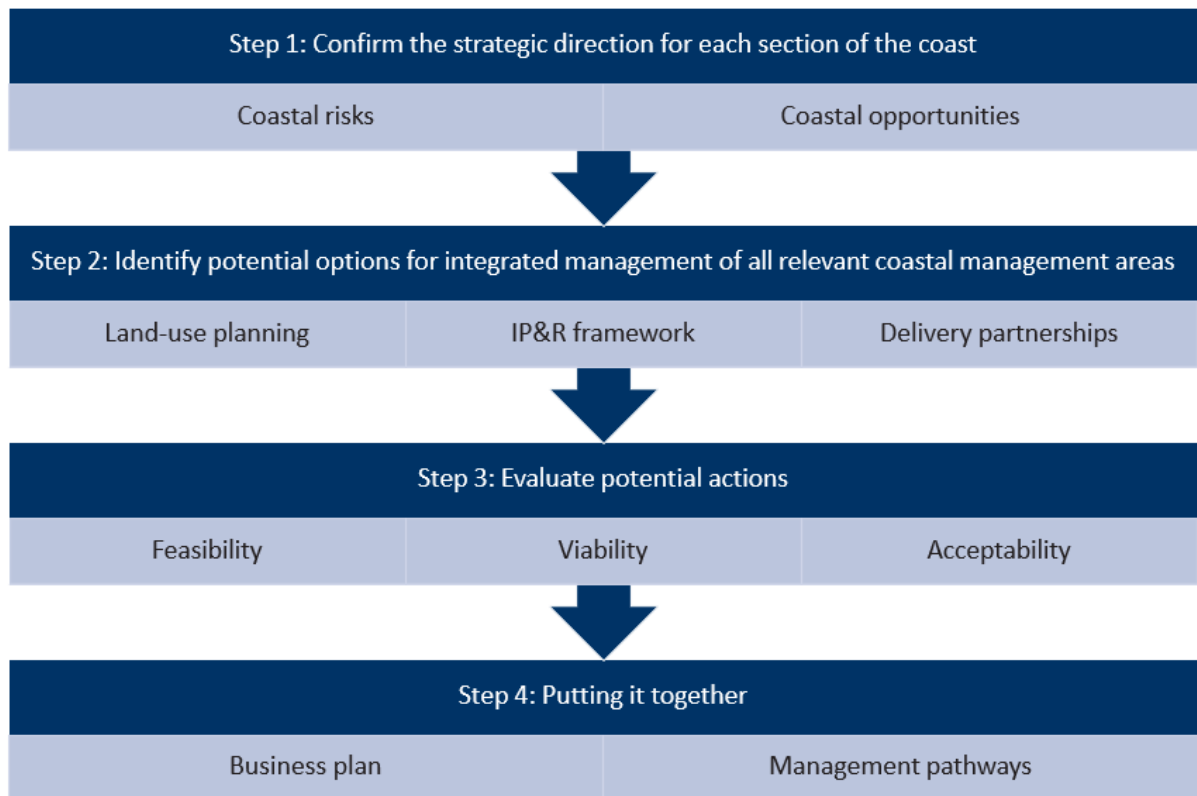 Step 1: Confirm the strategic direction for each section of the coast
Coastal risks
Coastal opportunities
Step 2: Identify potential options for integrated management of all relevant coastal management areas
Land-use planning
IP&R framework
Delivery partnerships
Step 3: Evaluate potential actions
Feasibility
Viability
Acceptability
Step 4: Putting it together
Business plan
Management pathways